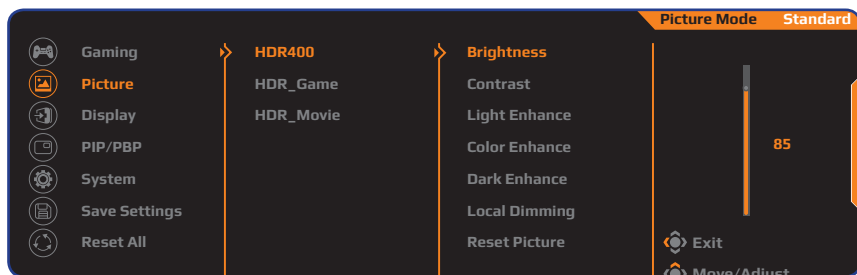 Picture Mode Standard
Gaming HDR400 Brightness
Picture HDR_Game Contrast
Display HDR_Movie Light Enhance
PIP/PBP Color Enhance 85
System Dark Enhance
Save Settings Local Dimming
Reset All Reset Picture Exit
Move/Adjust